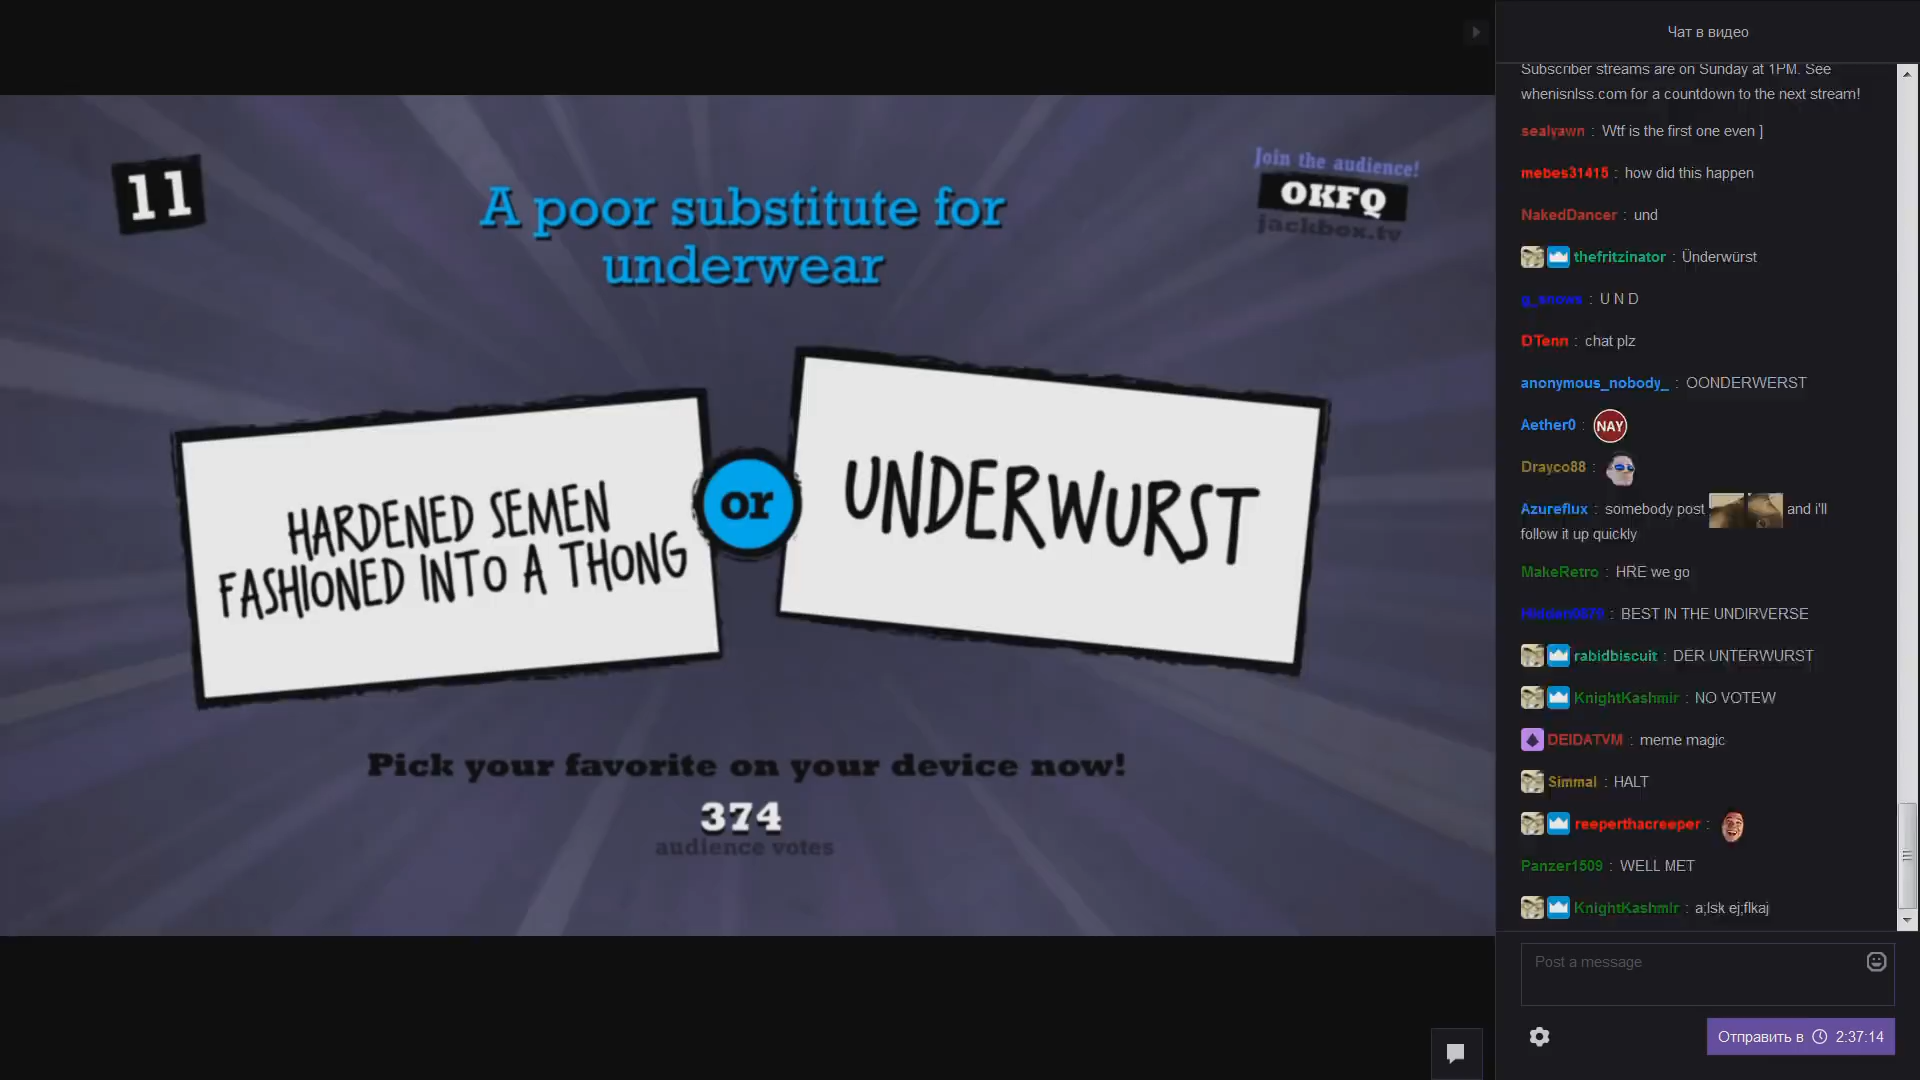 11
A poor substitute for
underwear
Join the audience!
OKFQ
jackbox.tv
HARDENED SEMEN
FASHIONED INTO A THONG
or
UNDERWURST
Pick your favorite on your device now!
374
audience votes
Чат в видео
Subscriber streams are on Sunday at 1PM. See
whenisnlss.com for a countdown to the next stream!
sealyawn : Wtf is the first one even ]
mebes31415 : how did this happen
NakedDancer : und
thefritzinator : Ünderwürst
g_snows : U N D
DTenn : chat plz
anonymous_nobody_ : OONDERWERST
Aether0 : NAY
Drayco88 :
Azureflux : somebody post and i'll
follow it up quickly
MakeRetro : HRE we go
: BEST IN THE UNDIRVERSE
rabidbiscuit : DER UNTERWURST
KnightKashmir : NO VOTEW
DEIDATVM : meme magic
Simmal : HALT
reeperthacreeper :
Panzer1509 : WELL MET
KnightKashmir : a;lsk ej;flkaj
Post a message
Отправить в 2:37:14